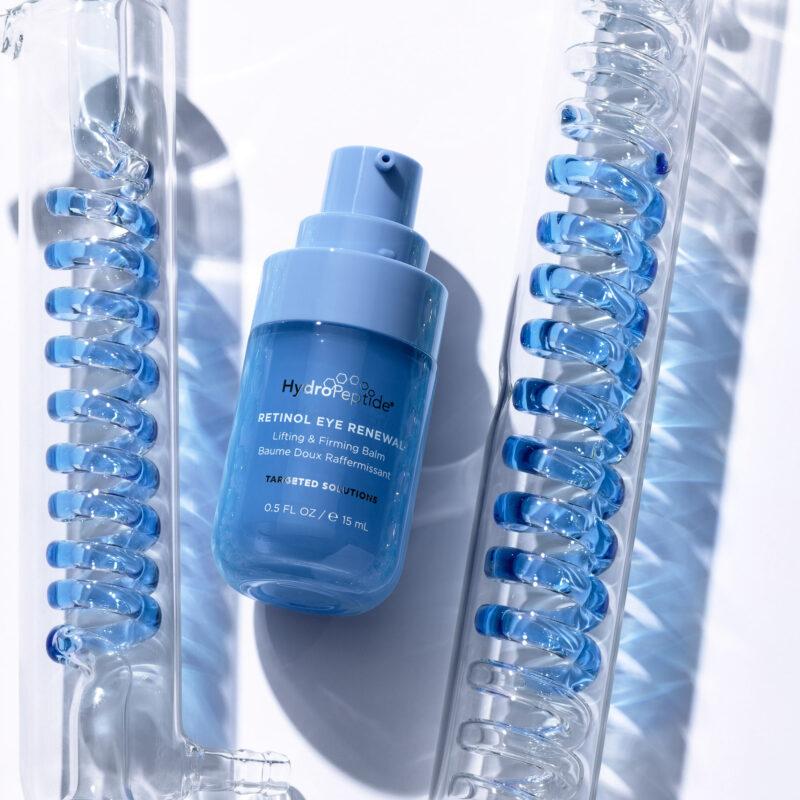 HydroPeptide®
RETINOL EYE RENEWAL
Lifting & Firming Balm
Baume Doux Raffermissant
TARGETED SOLUTIONS
0.5 FL OZ / ℮ 15 mL